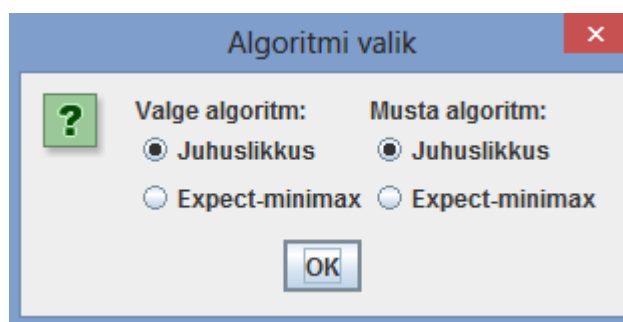 Algoritmi valik
Valge algoritm: Musta algoritm:
Juhuslikkus Juhuslikkus
Expect-minimax Expect-minimax
OK